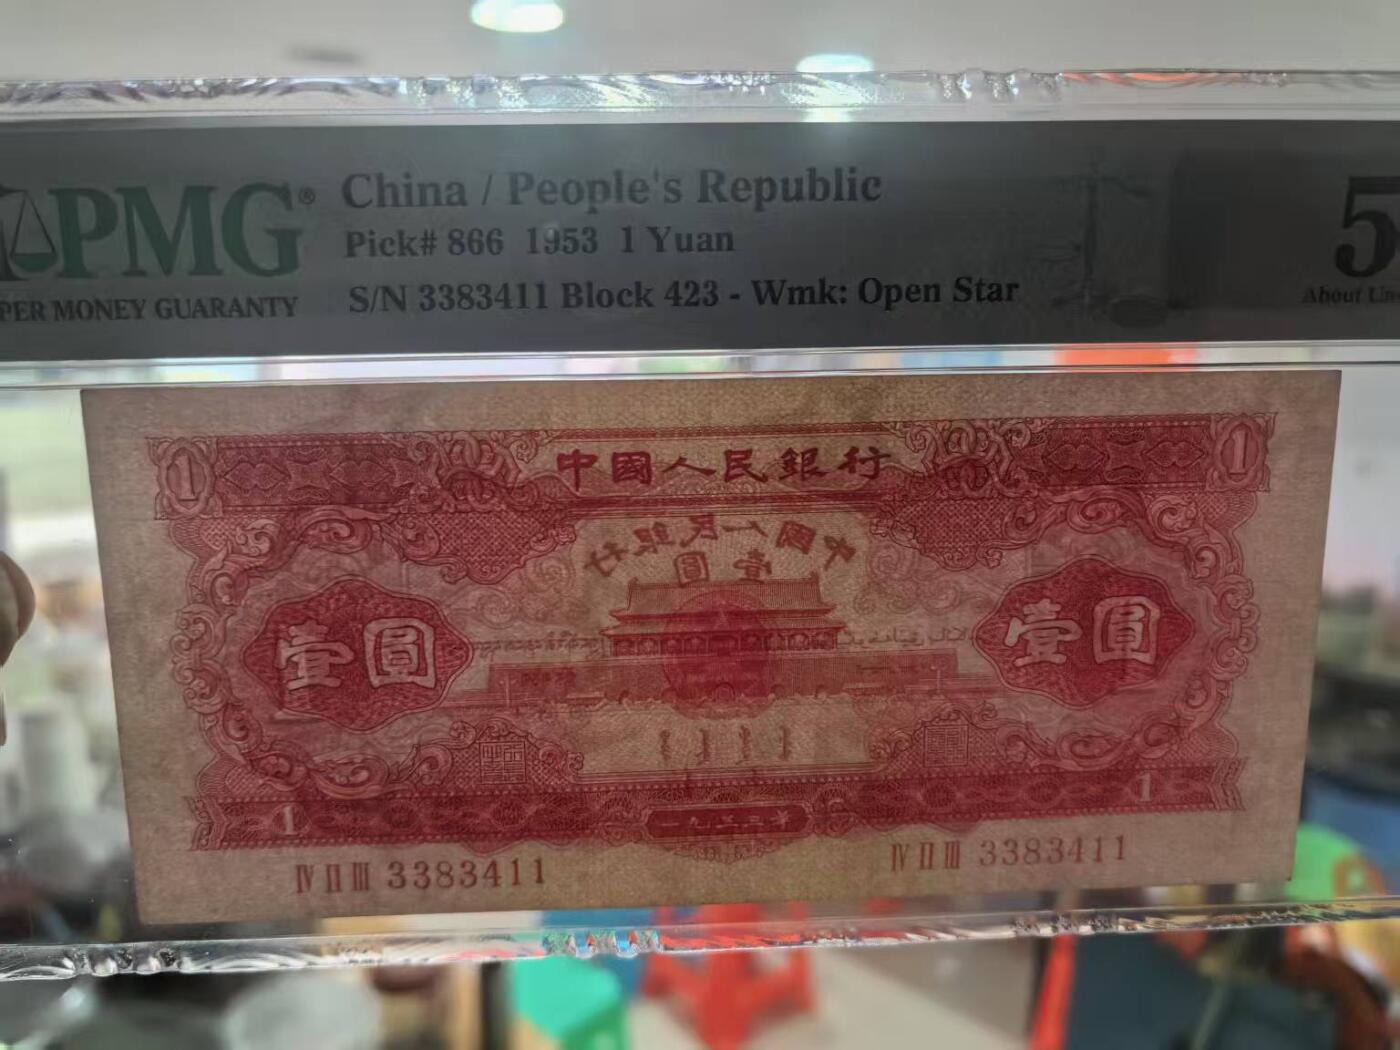 PMG®
PER MONEY GUARANTY
China / People's Republic
Pick# 866 1953 1 Yuan
S/N 3383411 Block 423 - Wmk: Open Star
5
About
1
中國人民銀行
1
中國人民銀行
壹圓
壹圓
壹圓
1
1
一九五三年
IV II III 3383411
IV II III 3383411